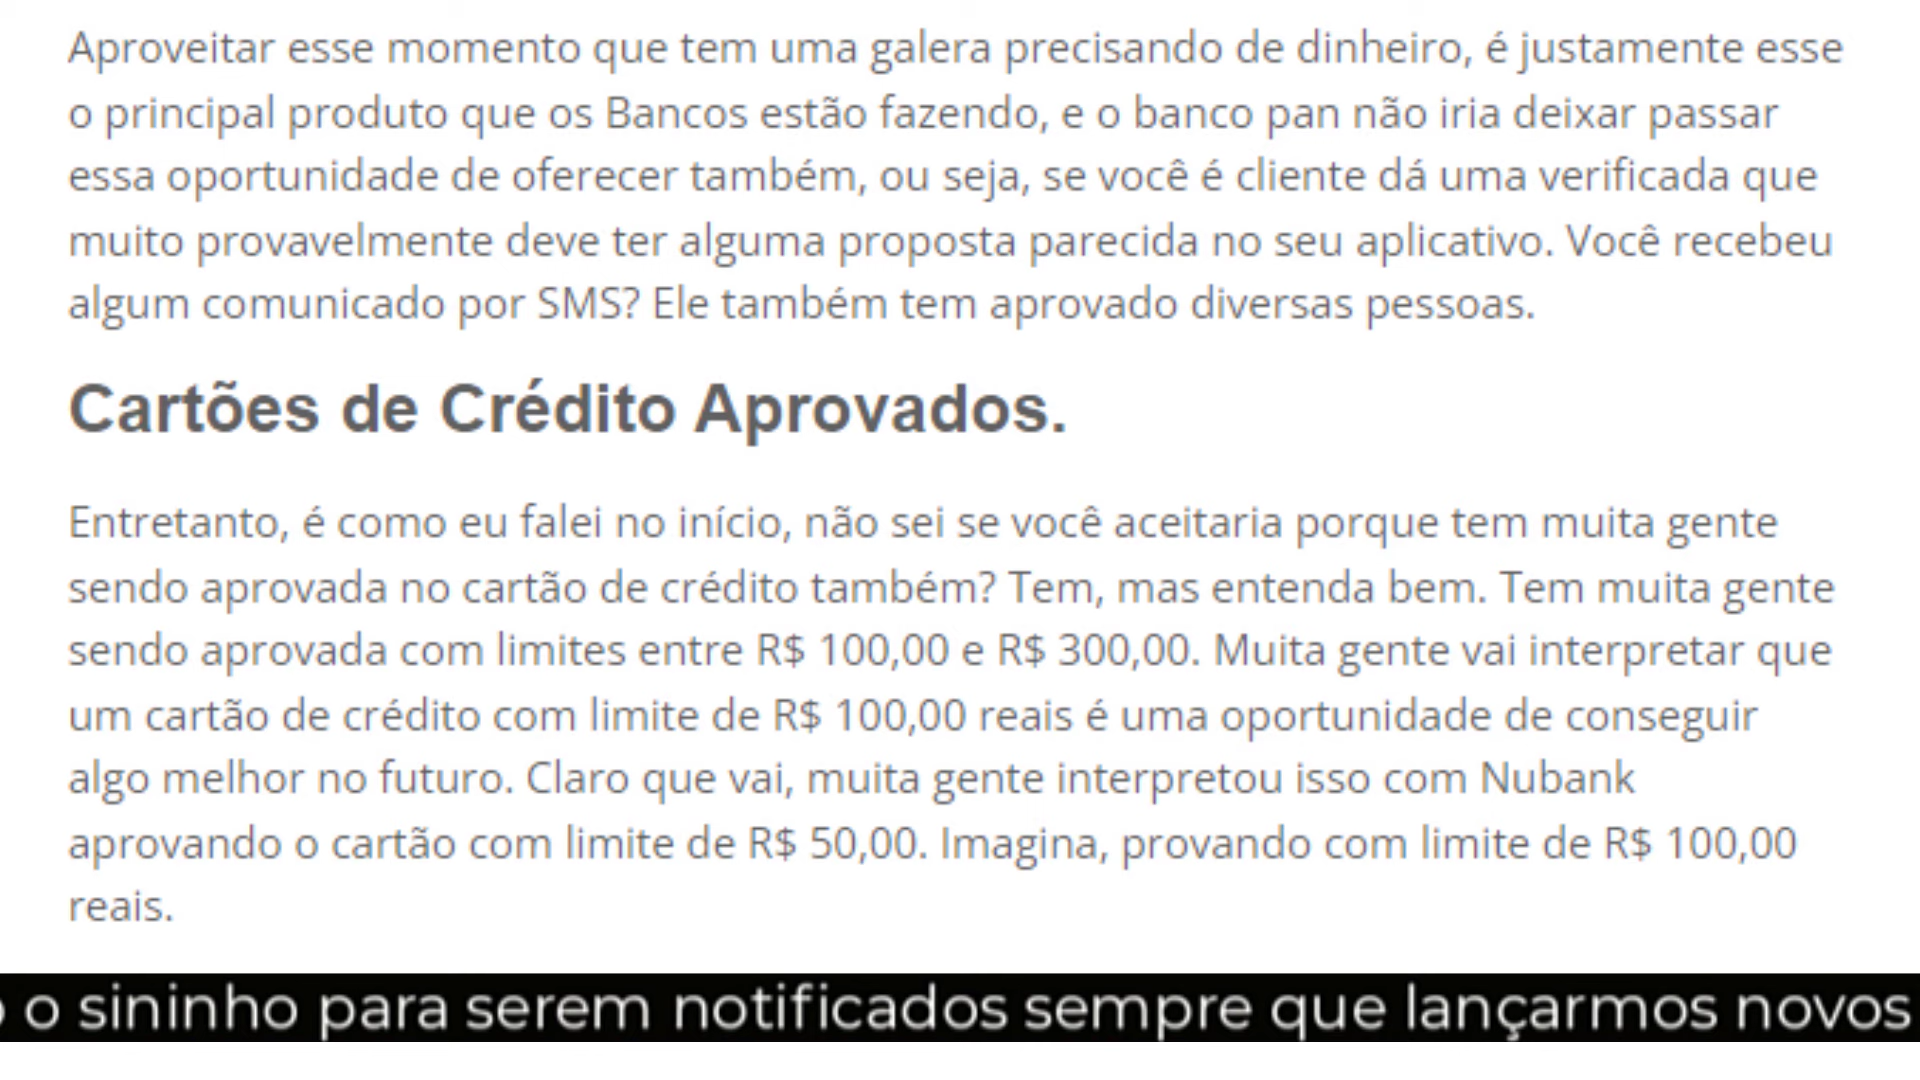 Aproveitar esse momento que tem uma galera precisando de dinheiro, é justamente esse
o principal produto que os Bancos estão fazendo, e o banco pan não iria deixar passar
essa oportunidade de oferecer também, ou seja, se você é cliente dá uma verificada que
muito provavelmente deve ter alguma proposta parecida no seu aplicativo. Você recebeu
algum comunicado por SMS? Ele também tem aprovado diversas pessoas.
Cartões de Crédito Aprovados.
Entretanto, é como eu falei no início, não sei se você aceitaria porque tem muita gente
sendo aprovada no cartão de crédito também? Tem, mas entenda bem. Tem muita gente
sendo aprovada com limites entre R$ 100,00 e R$ 300,00. Muita gente vai interpretar que
um cartão de crédito com limite de R$ 100,00 reais é uma oportunidade de conseguir
algo melhor no futuro. Claro que vai, muita gente interpretou isso com Nubank
aprovando o cartão com limite de R$ 50,00. Imagina, provando com limite de R$ 100,00
reais.
o sininho para serem notificados sempre que lançarmos novos